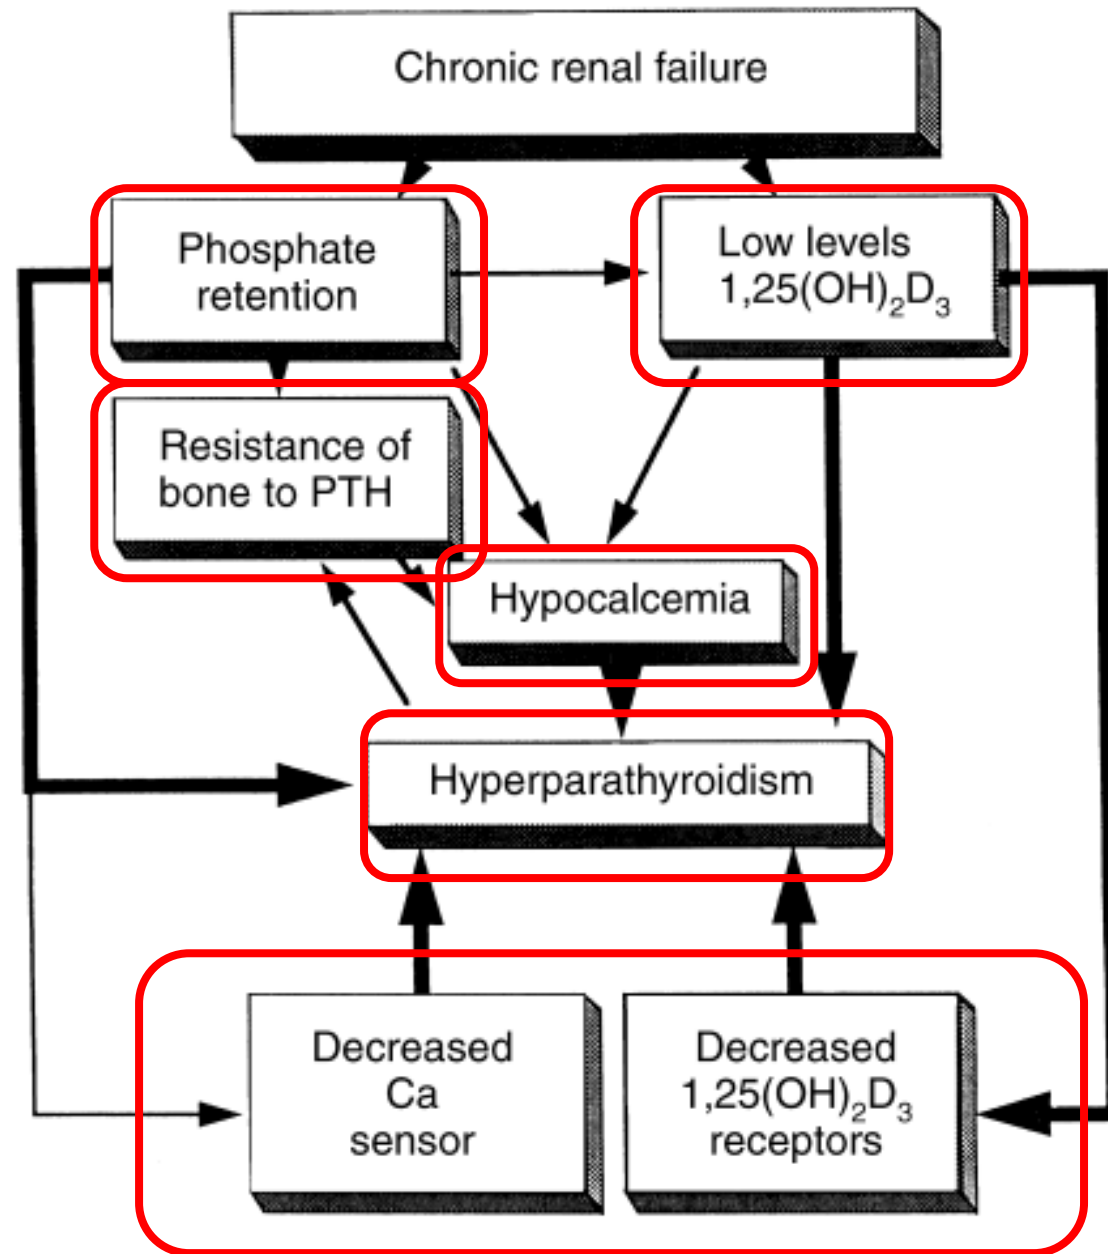 Chronic renal failure
Phosphate
retention
Low levels
1,25(OH)₂D₃
Resistance of
bone to PTH
Hypocalcemia
Hyperparathyroidism
Decreased
Ca
sensor
Decreased
1,25(OH)₂D₃
receptors